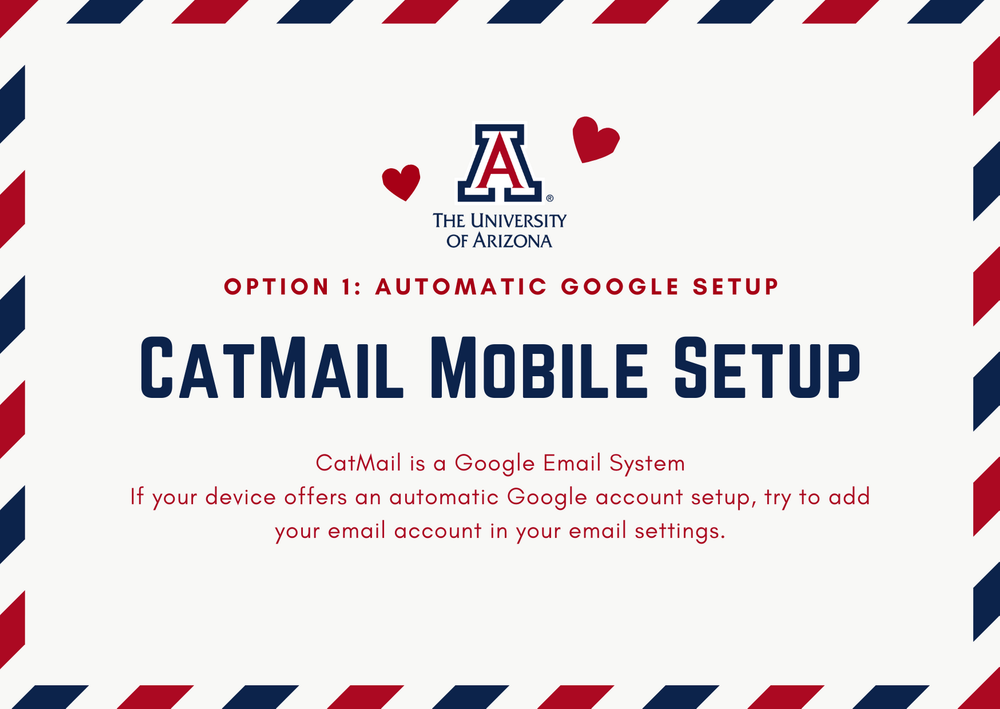 A ®
THE UNIVERSITY
OF ARIZONA
OPTION 1: AUTOMATIC GOOGLE SETUP
CATMAIL MOBILE SETUP
CatMail is a Google Email System
If your device offers an automatic Google account setup, try to add
your email account in your email settings.